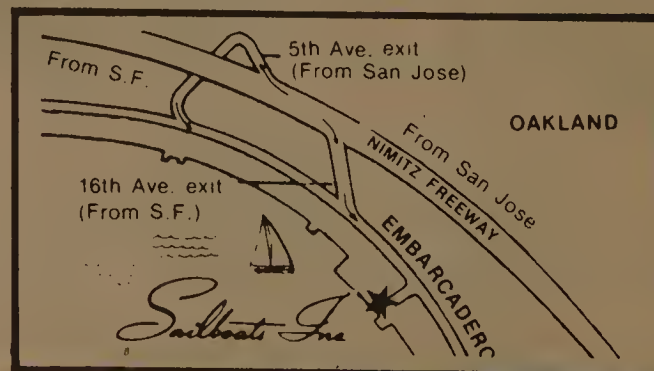 5th Ave. exit
(From San Jose)
From S.F.
OAKLAND
From San Jose
NIMITZ FREEWAY
16th Ave. exit
(From S.F.)
EMBARCADERO
Sailboats Inc